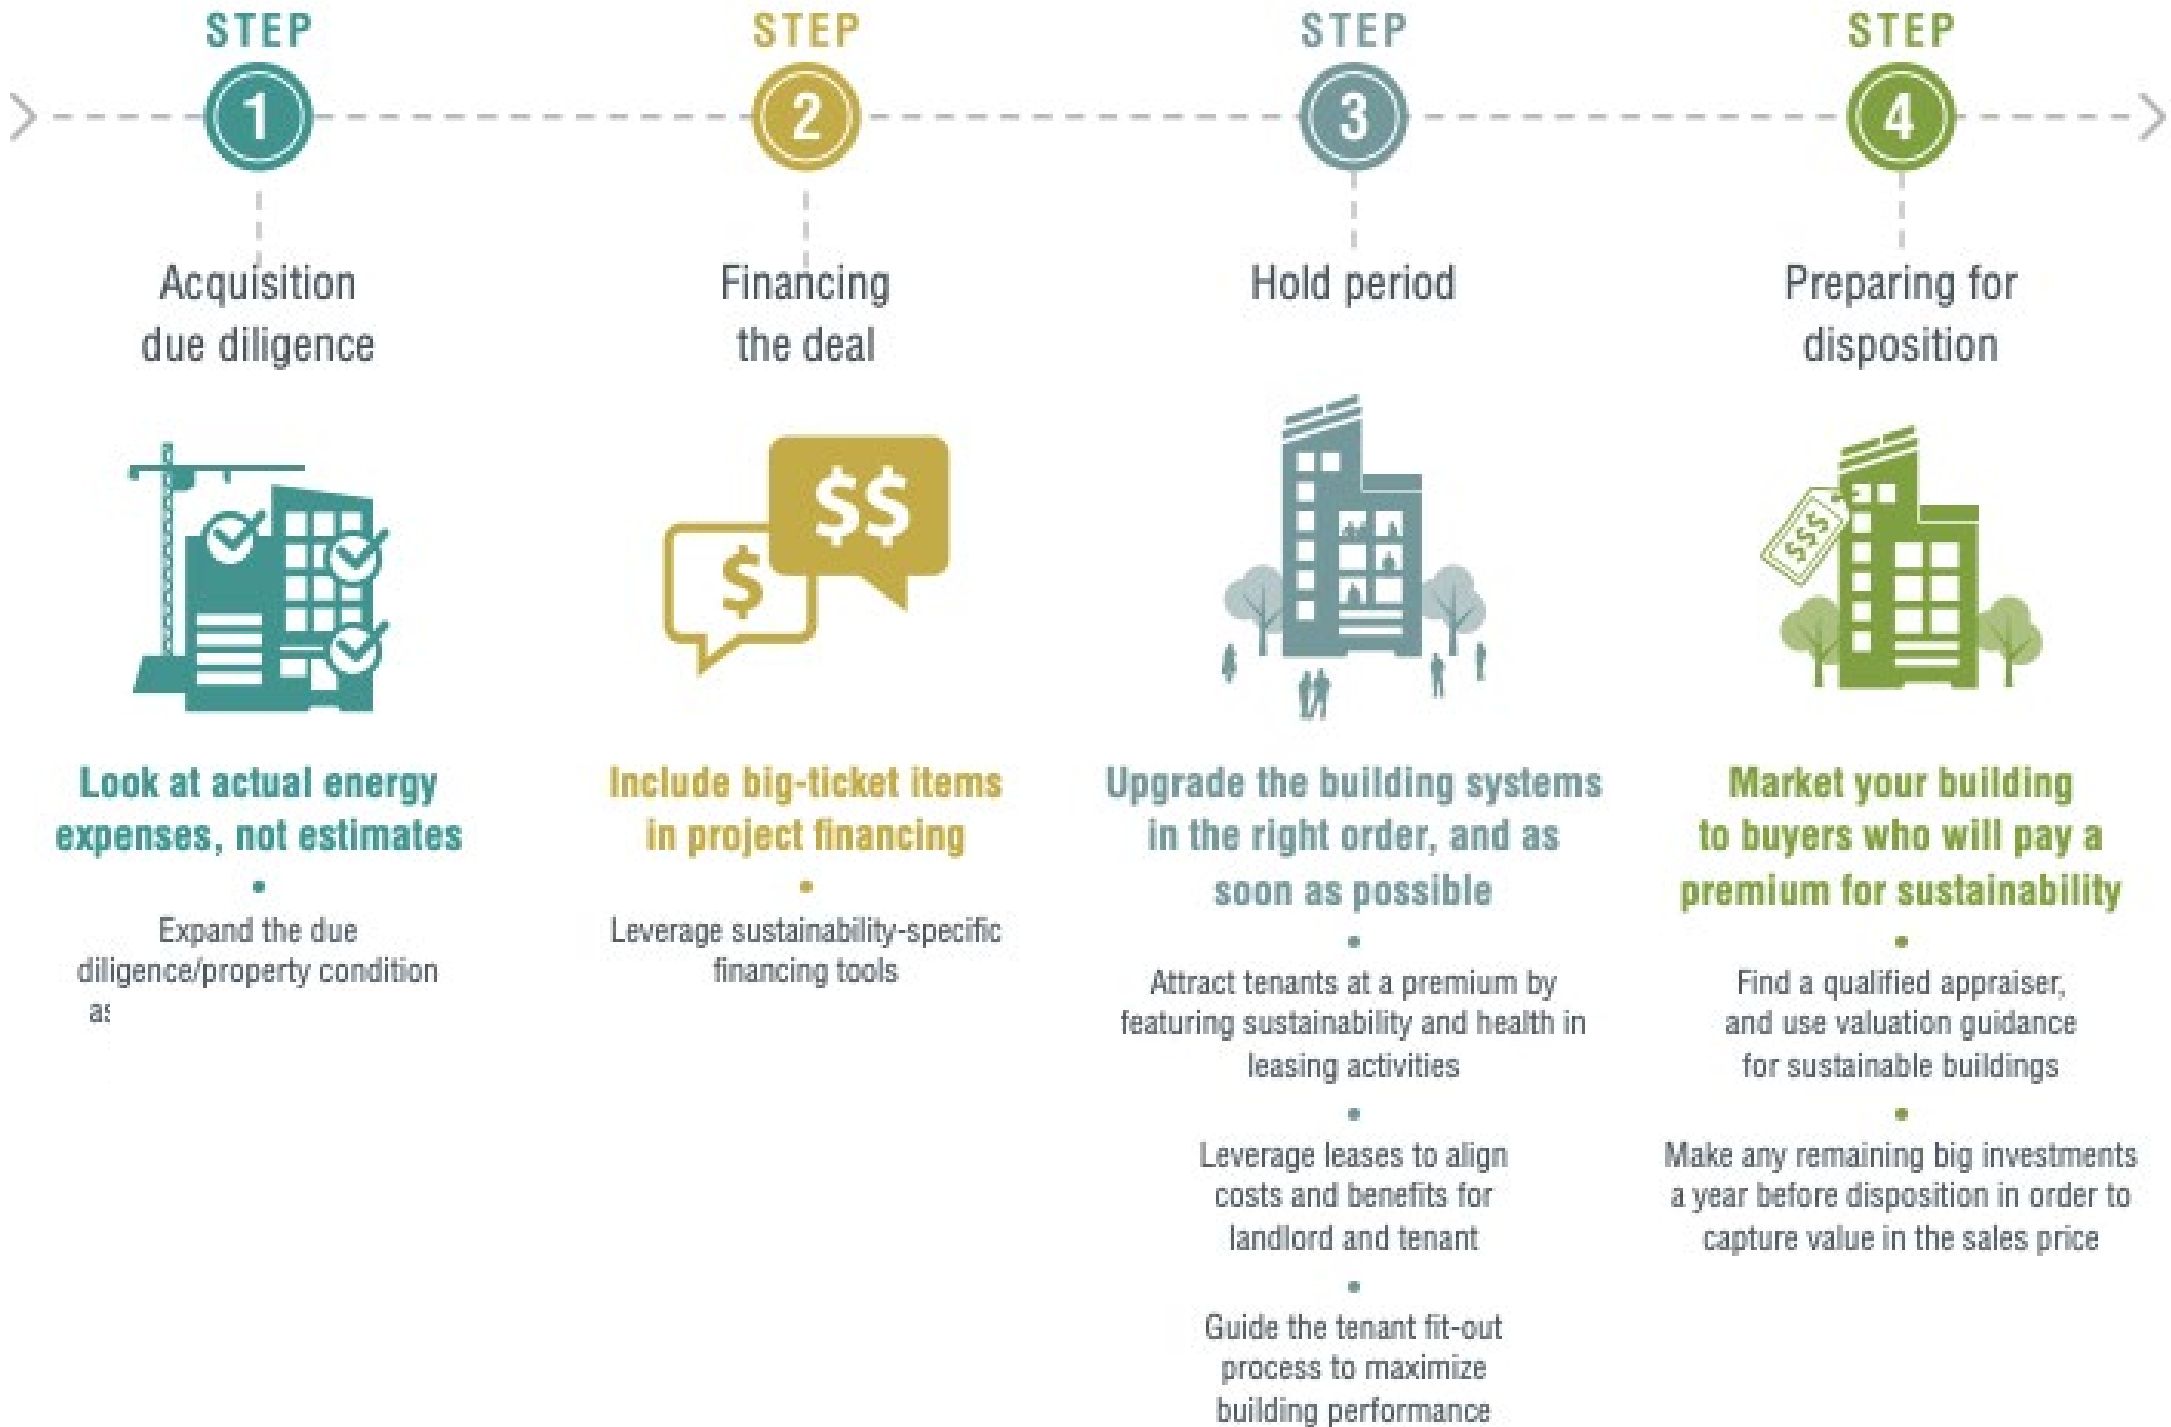 STEP
1
Acquisition
due diligence
Look at actual energy
expenses, not estimates
•
Expand the due
diligence/property condition
STEP
2
Financing
the deal
$
$$
Include big-ticket items
in project financing
•
Leverage sustainability-specific
financing tools
STEP
3
Hold period
Upgrade the building systems
in the right order, and as
soon as possible
•
Attract tenants at a premium by
featuring sustainability and health in
leasing activities
•
Leverage leases to align
costs and benefits for
landlord and tenant
•
Guide the tenant fit-out
process to maximize
building performance
STEP
4
Preparing for
disposition
$$$
Market your building
to buyers who will pay a
premium for sustainability
•
Find a qualified appraiser,
and use valuation guidance
for sustainable buildings
•
Make any remaining big investments
a year before disposition in order to
capture value in the sales price